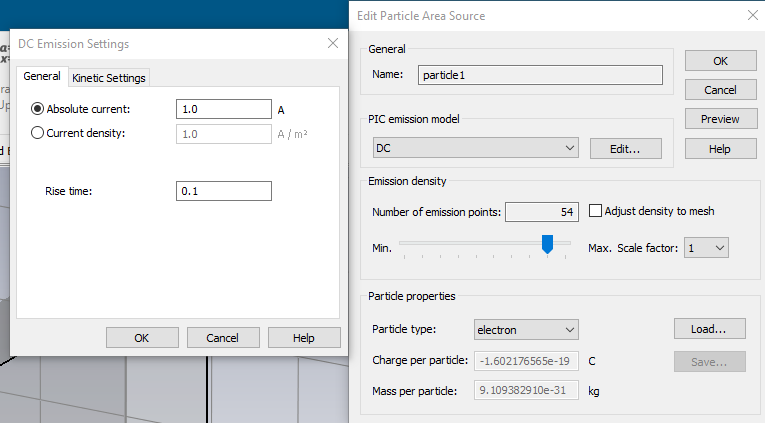 DC Emission Settings
General
Kinetic Settings
Absolute current:
1.0
A
Current density:
1.0
A / m²
Rise time:
0.1
OK
Cancel
Help
Edit Particle Area Source
General
Name:
particle1
OK
Cancel
Preview
Help
PIC emission model
DC
Edit...
Emission density
Number of emission points:
54
Adjust density to mesh
Min.
Max.
Scale factor:
1
Particle properties
Particle type:
electron
Load...
Charge per particle:
-1.602176565e-19
C
Save...
Mass per particle:
9.109382910e-31
kg